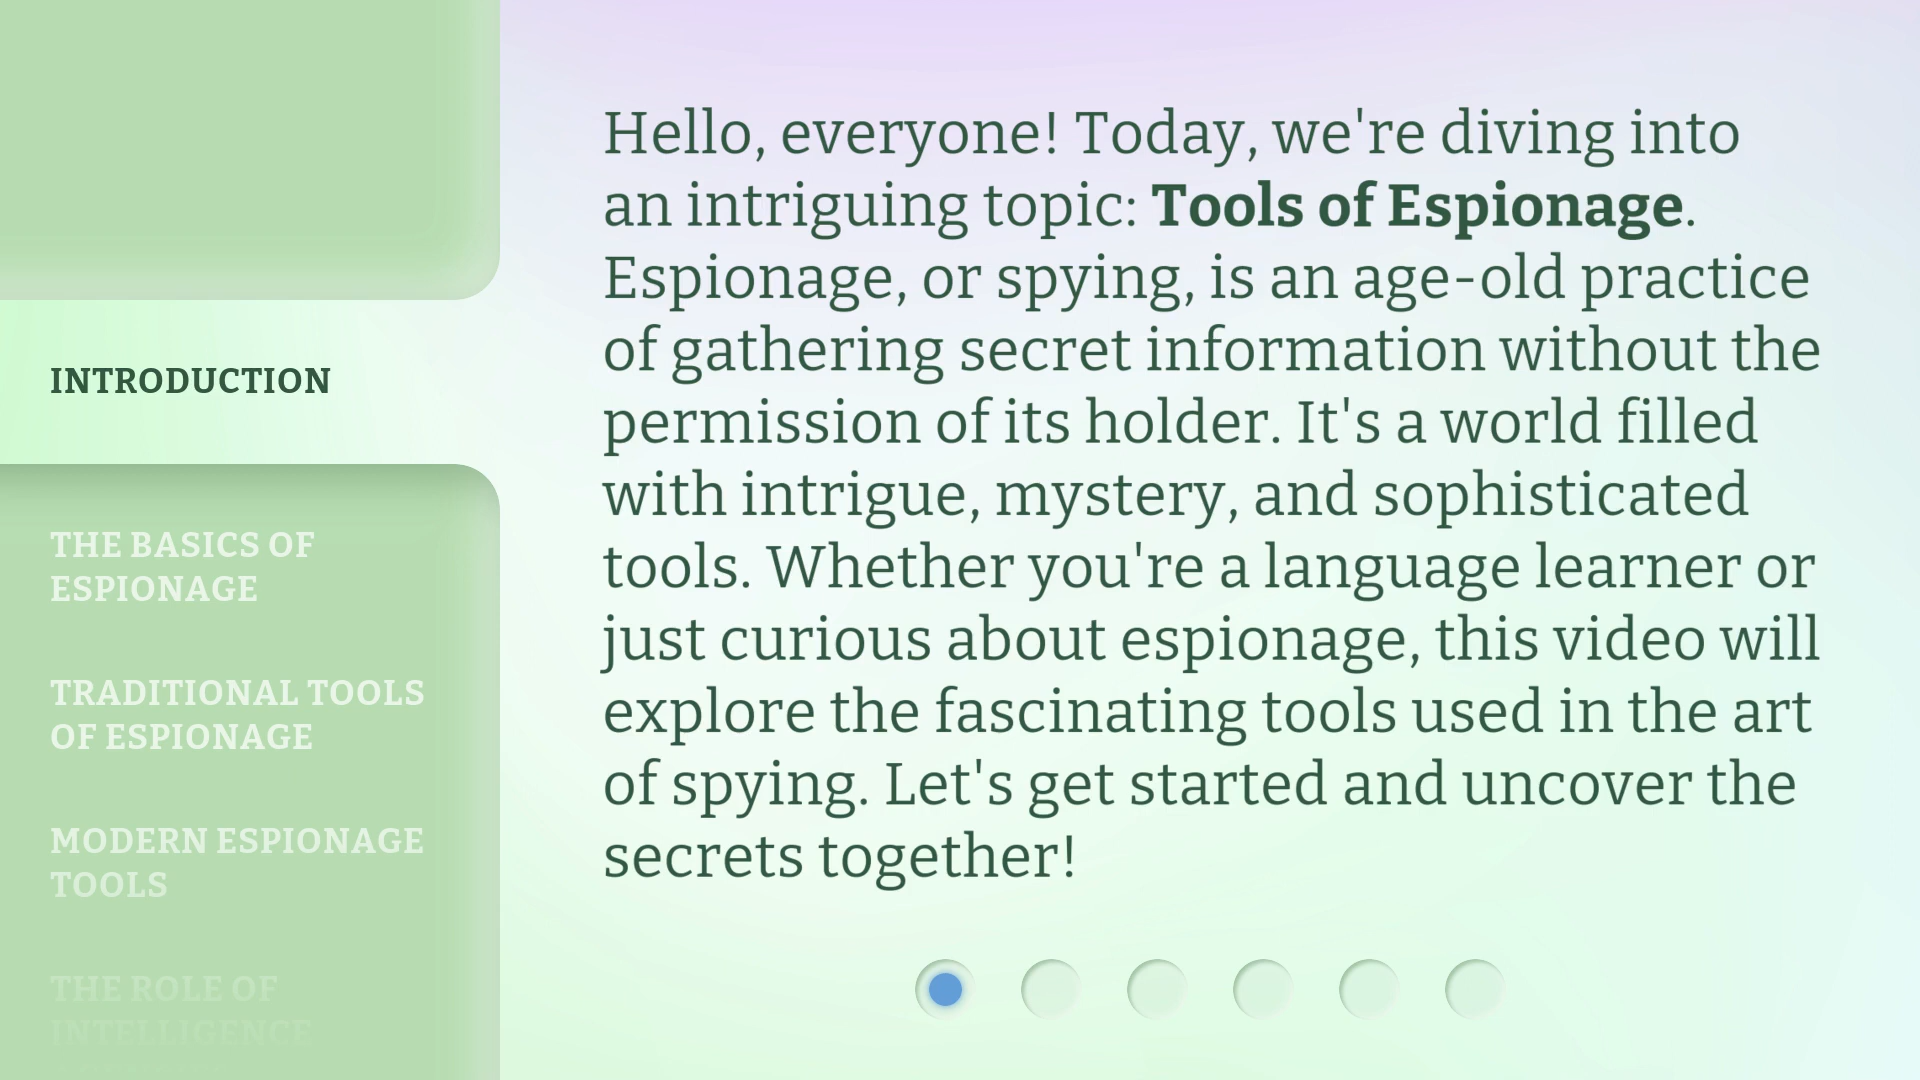 INTRODUCTION
THE BASICS OF
ESPIONAGE
TRADITIONAL TOOLS
OF ESPIONAGE
MODERN ESPIONAGE
TOOLS
THE ROLE OF
INTELLIGENCE
Hello, everyone! Today, we're diving into
an intriguing topic: Tools of Espionage.
Espionage, or spying, is an age-old practice
of gathering secret information without the
permission of its holder. It's a world filled
with intrigue, mystery, and sophisticated
tools. Whether you're a language learner or
just curious about espionage, this video will
explore the fascinating tools used in the art
of spying. Let's get started and uncover the
secrets together!